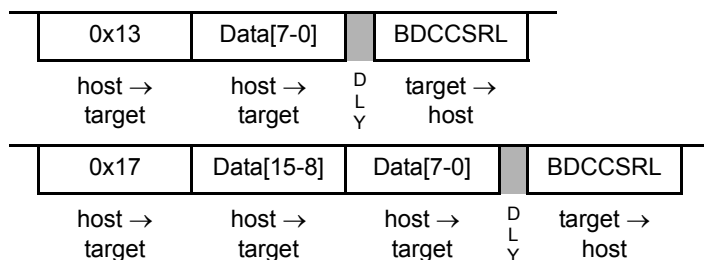 0x13 Data[7-0] BDCCSRL
host → host → D target →
target target L host
Y
0x17 Data[15-8] Data[7-0] BDCCSRL
host → host → host → D target →
target target target L host
Y